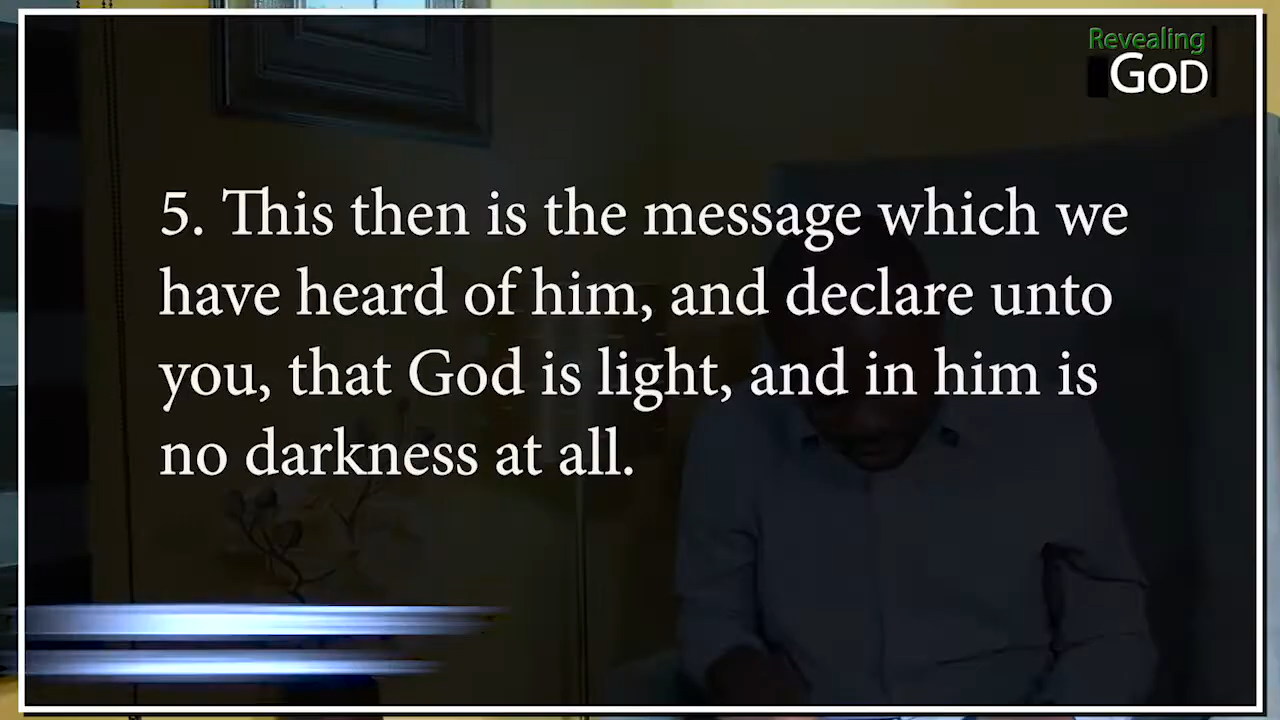 Revealing
GOD
5. This then is the message which we
have heard of him, and declare unto
you, that God is light, and in him is
no darkness at all.